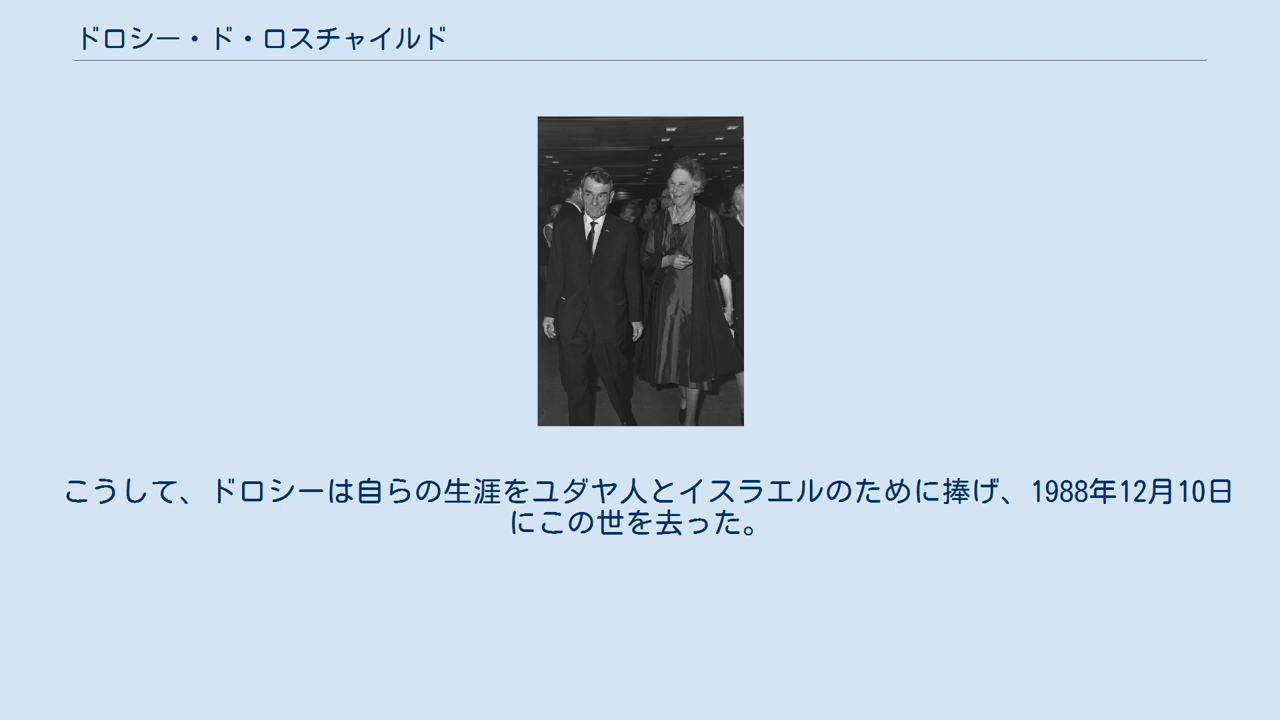 ドロシー・ド・ロスチャイルド
こうして、ドロシーは自らの生涯をユダヤ人とイスラエルのために捧げ、1988年12月10日
にこの世を去った。